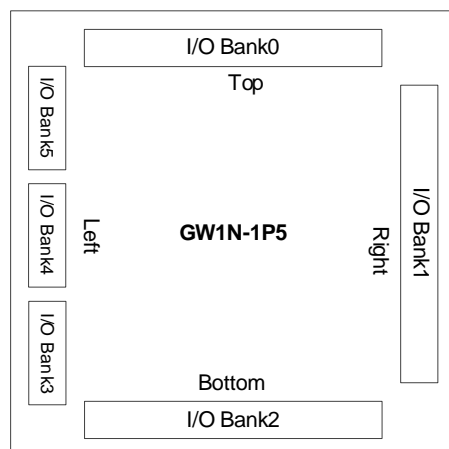 I/O Bank0
Top
I/O Bank5
I/O Bank4
I/O Bank3
Left
GW1N-1P5
Right
I/O Bank1
Bottom
I/O Bank2